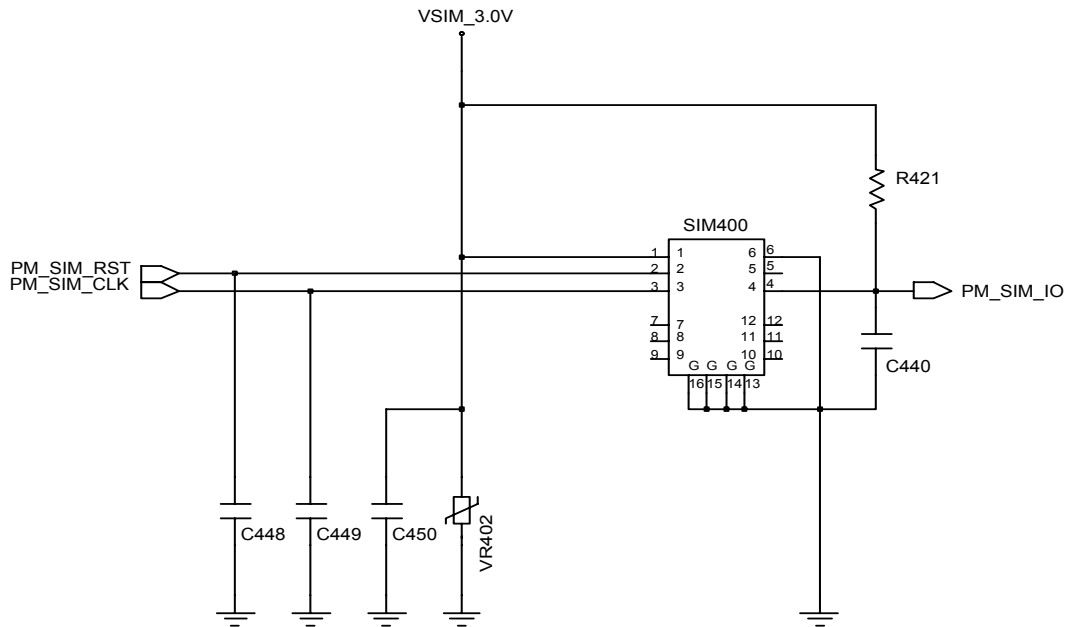 VSIM_3.0V
R421
SIM400
PM_SIM_RST
PM_SIM_CLK
1 1 6 6
2 2 5 5
3 3 4 4
PM_SIM_IO
7 7 12 12
8 8 11 11
9 9 10 10
G G G G
16 15 14 13
C440
C448
C449
C450
VR402